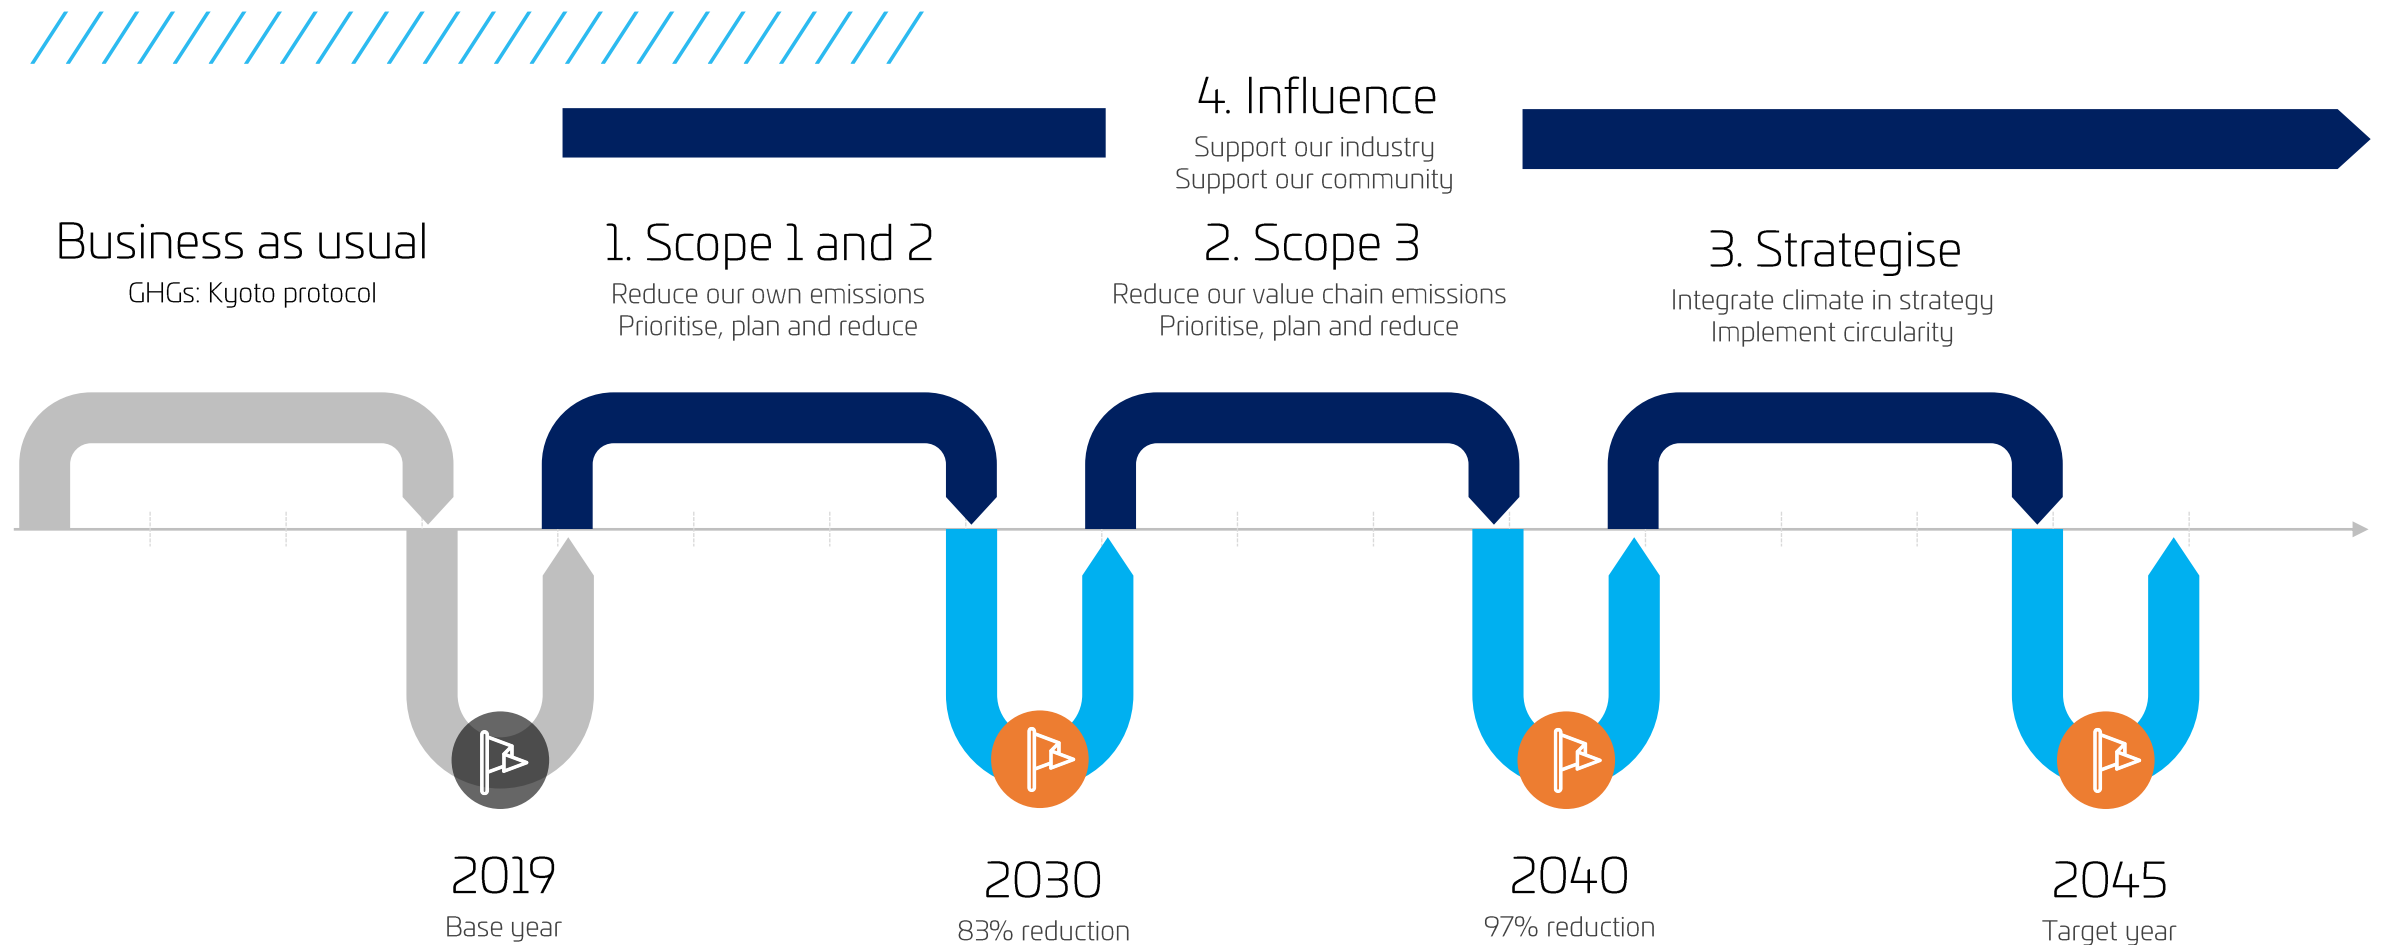 4. Influence
Support our industry
Support our community
Business as usual
GHGs: Kyoto protocol
1. Scope 1 and 2
Reduce our own emissions
Prioritise, plan and reduce
2. Scope 3
Reduce our value chain emissions
Prioritise, plan and reduce
3. Strategise
Integrate climate in strategy
Implement circularity
2019
Base year
2030
83% reduction
2040
97% reduction
2045
Target year